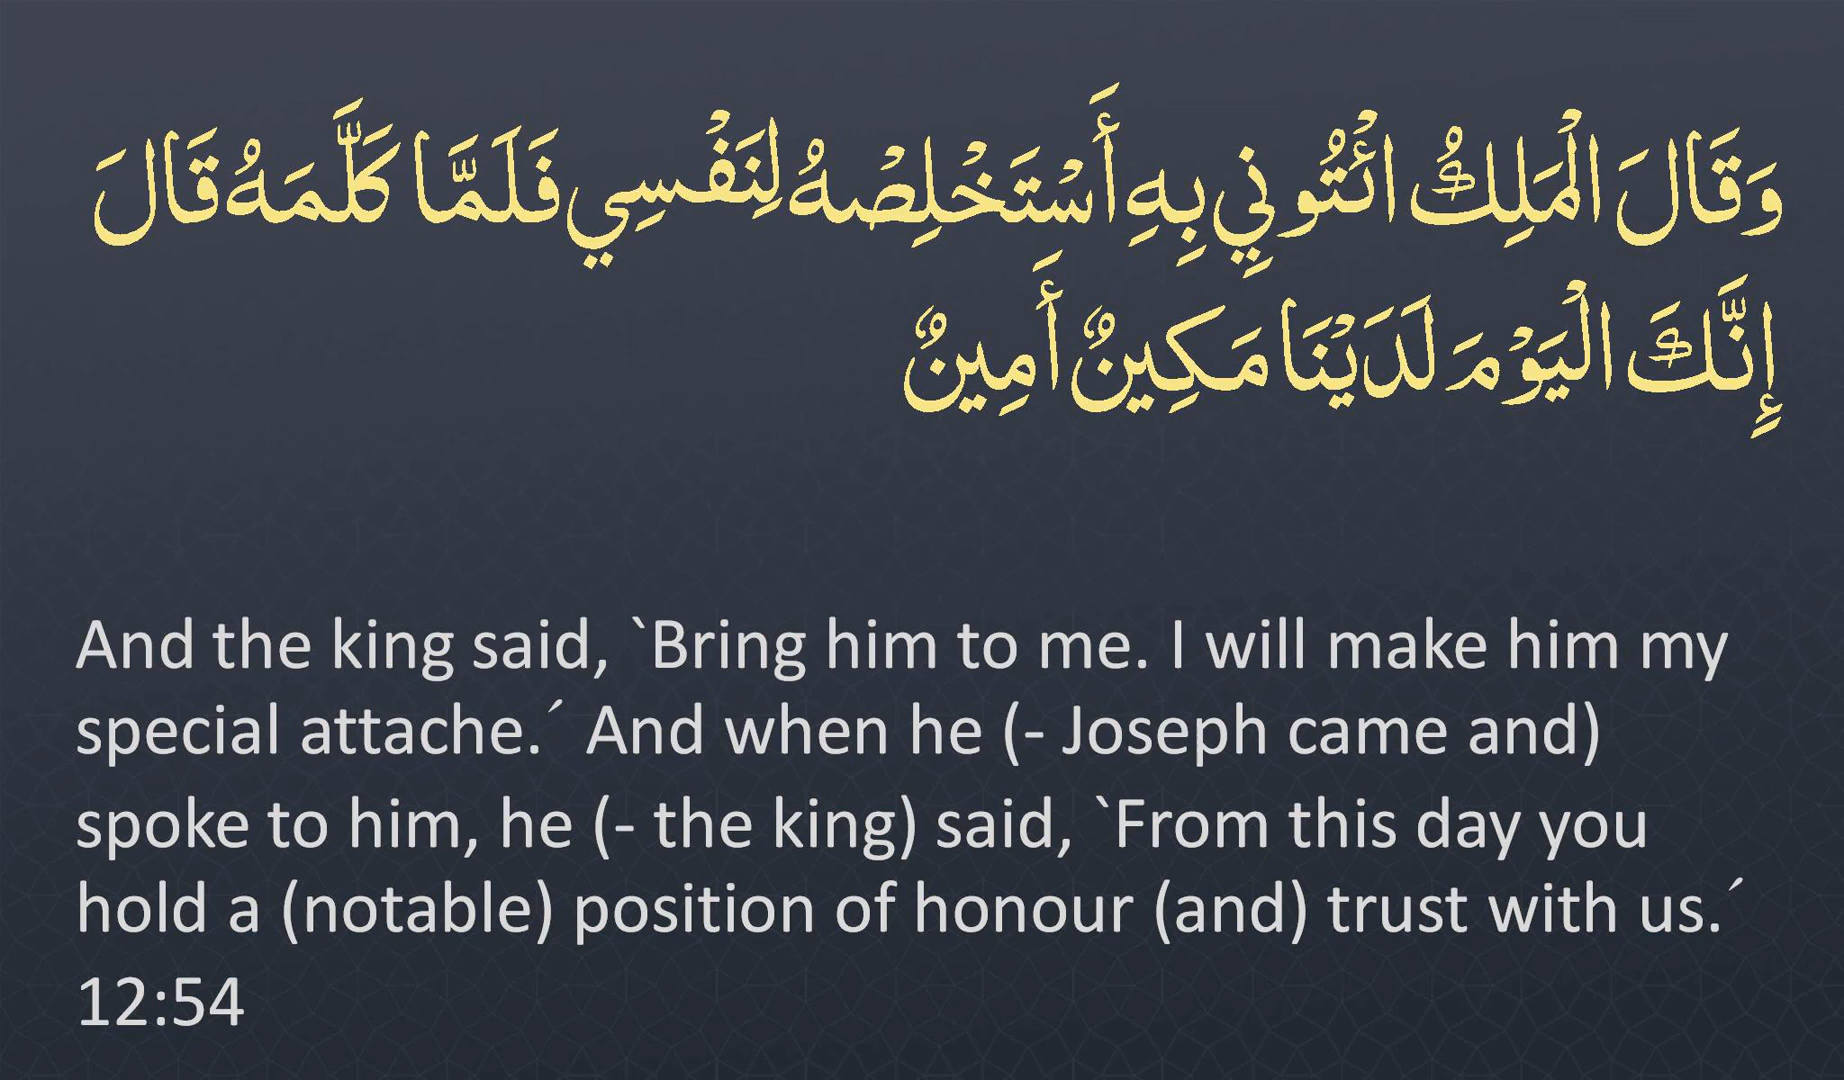 وَقَالَ الْمَلِكُ ائْتُونِي بِهِ أَسْتَخْلِصْهُ لِنَفْسِي فَلَمَّا كَلَّمَهُ قَالَ
إِنَّكَ الْيَوْمَ لَدَيْنَا مَكِينٌ أَمِينٌ
And the king said, `Bring him to me. I will make him my
special attache.´ And when he (- Joseph came and)
spoke to him, he (- the king) said, `From this day you
hold a (notable) position of honour (and) trust with us.´
12:54